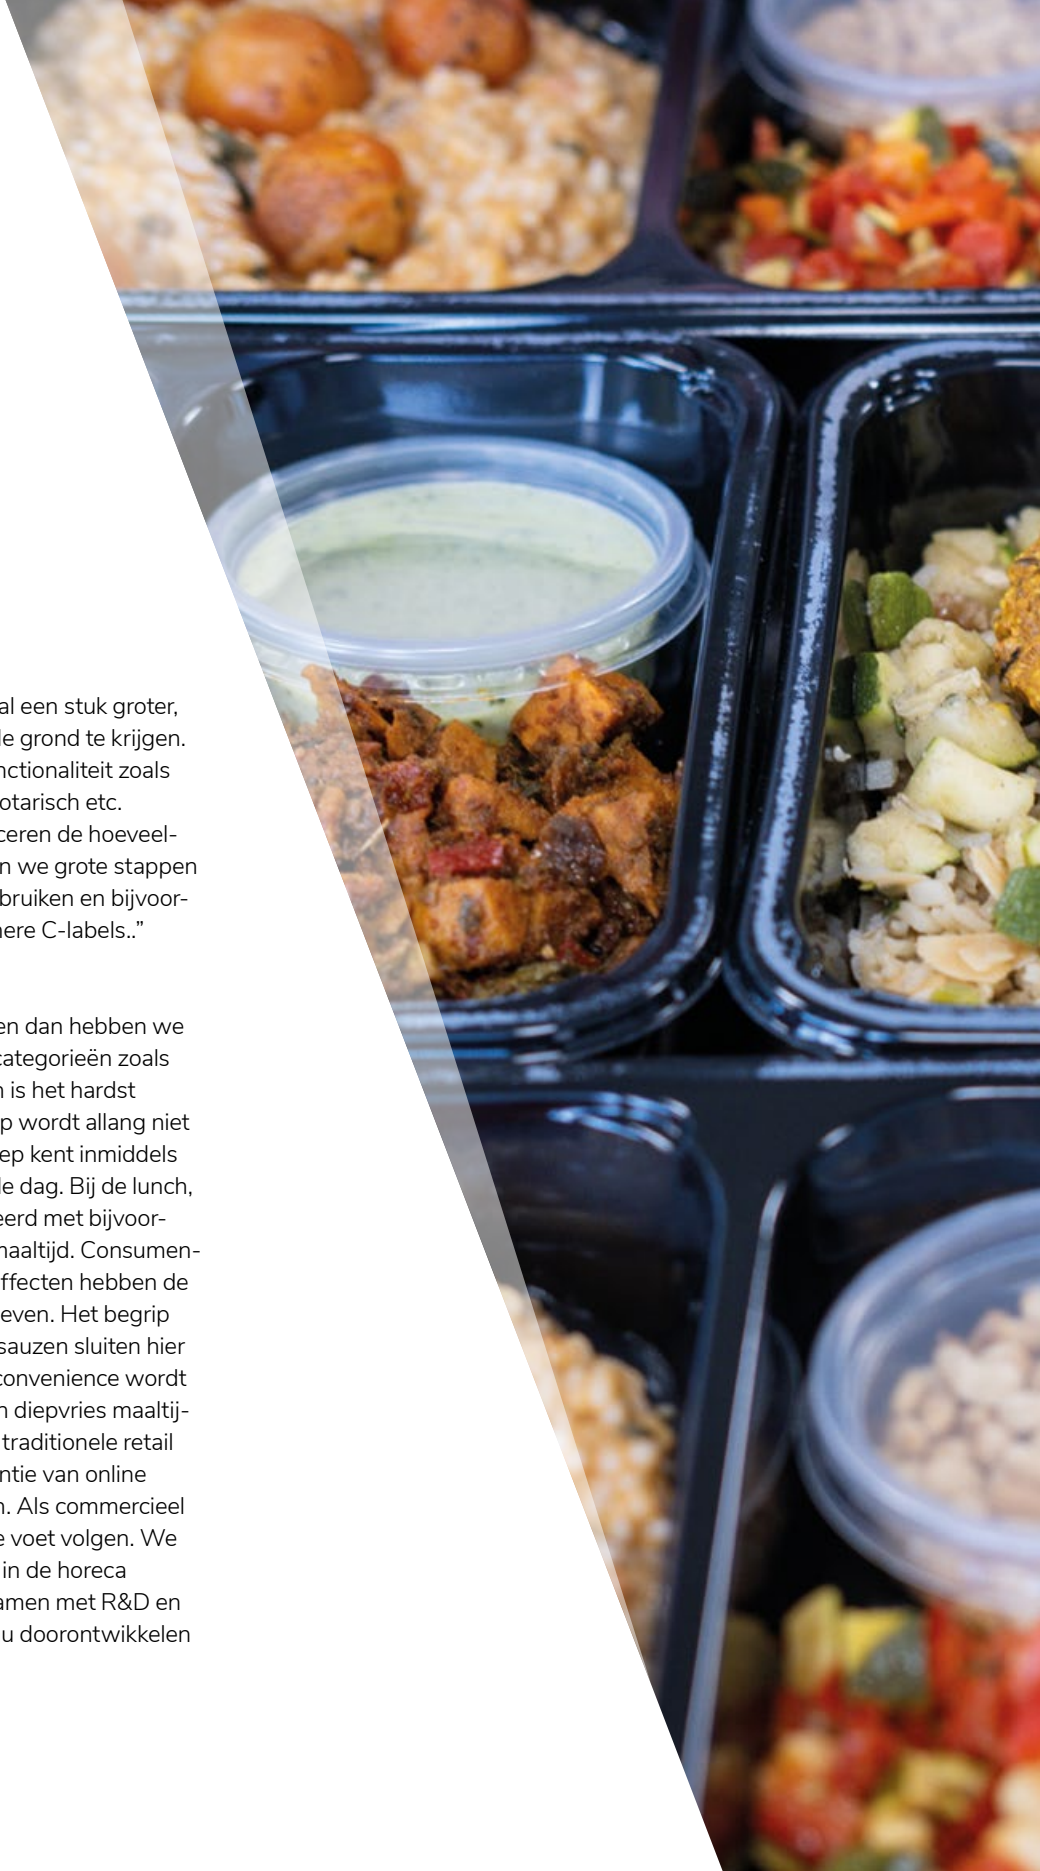 al een stuk groter,
de grond te krijgen.
nctionaliteit zoals
otarisch etc.
ceren de hoeveel-
n we grote stappen
bruiken en bijvoor-
nere C-labels..”
en dan hebben we
categorieën zoals
n is het hardst
p wordt allang niet
ep kent inmiddels
de dag. Bij de lunch,
eerd met bijvoor-
maaltijd. Consumen-
ffecten hebben de
even. Het begrip
sauzen sluiten hier
convenience wordt
n diepvries maaltij-
traditionele retail
ntie van online
n. Als commercieel
e voet volgen. We
in de horeca
amen met R&D en
u doorontwikkelen